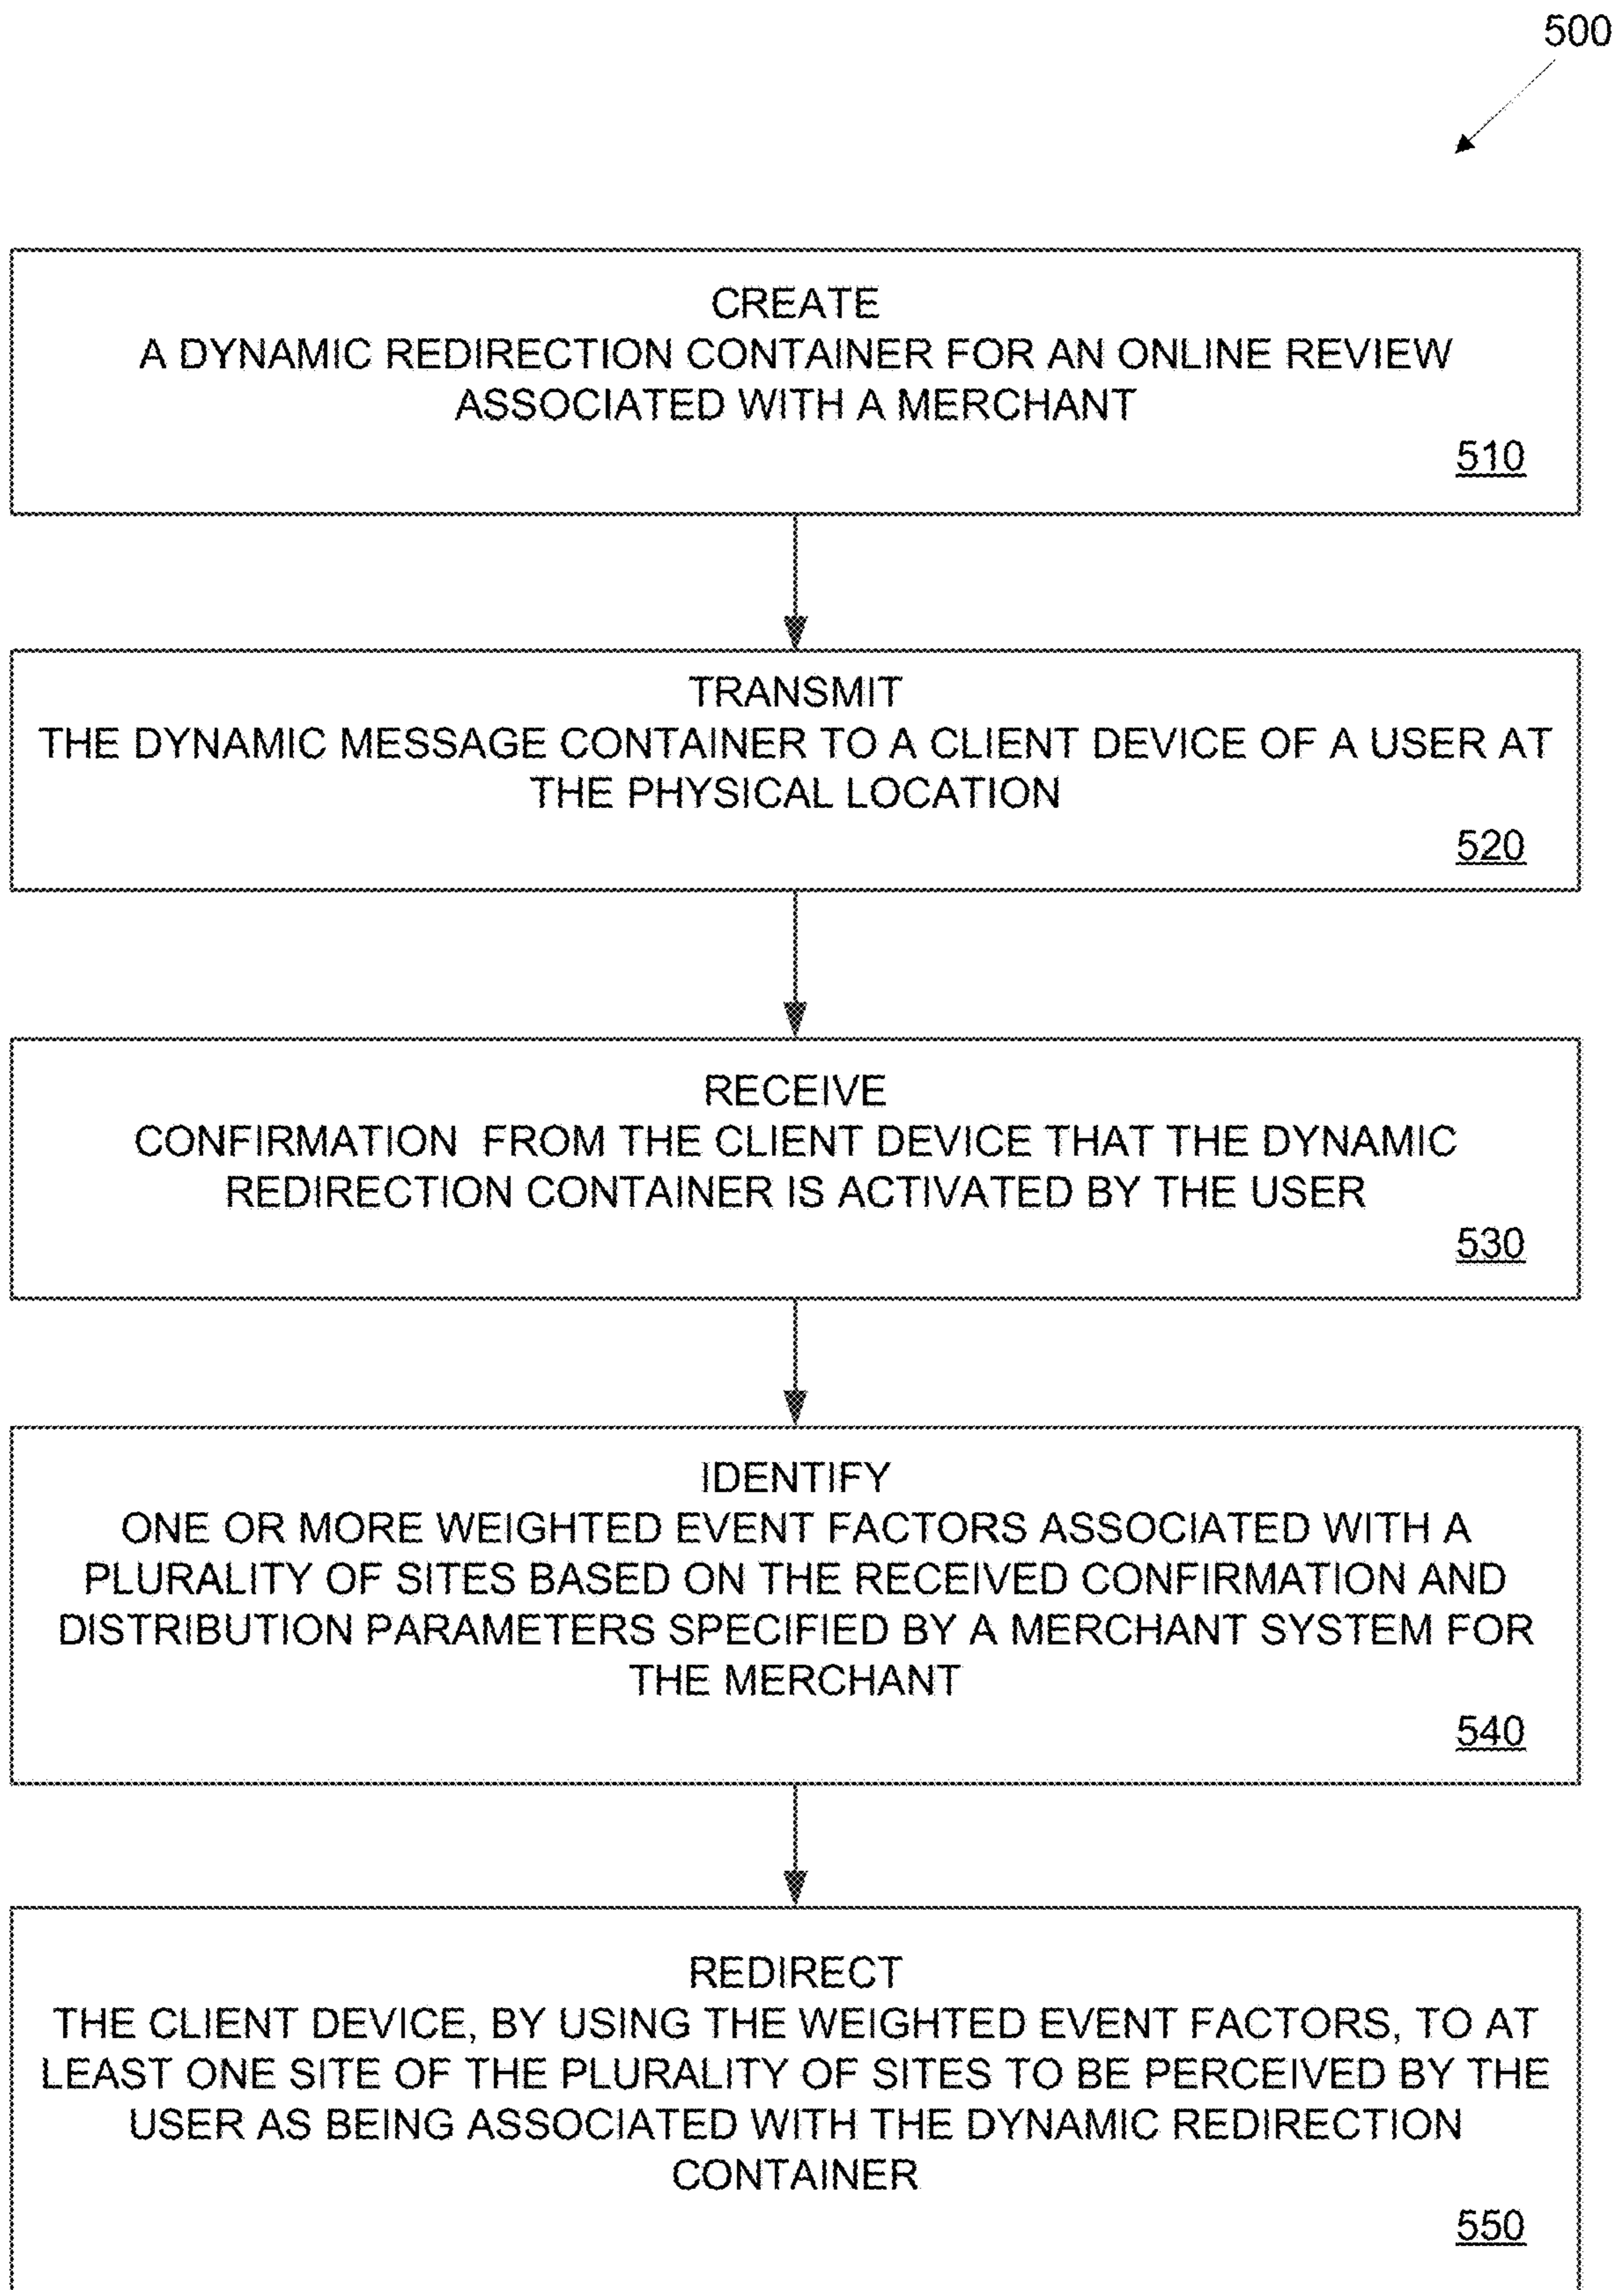 500
CREATE
A DYNAMIC REDIRECTION CONTAINER FOR AN ONLINE REVIEW
ASSOCIATED WITH A MERCHANT
510
TRANSMIT
THE DYNAMIC MESSAGE CONTAINER TO A CLIENT DEVICE OF A USER AT
THE PHYSICAL LOCATION
520
RECEIVE
CONFIRMATION FROM THE CLIENT DEVICE THAT THE DYNAMIC
REDIRECTION CONTAINER IS ACTIVATED BY THE USER
530
IDENTIFY
ONE OR MORE WEIGHTED EVENT FACTORS ASSOCIATED WITH A
PLURALITY OF SITES BASED ON THE RECEIVED CONFIRMATION AND
DISTRIBUTION PARAMETERS SPECIFIED BY A MERCHANT SYSTEM FOR
THE MERCHANT
540
REDIRECT
THE CLIENT DEVICE, BY USING THE WEIGHTED EVENT FACTORS, TO AT
LEAST ONE SITE OF THE PLURALITY OF SITES TO BE PERCEIVED BY THE
USER AS BEING ASSOCIATED WITH THE DYNAMIC REDIRECTION
CONTAINER
550